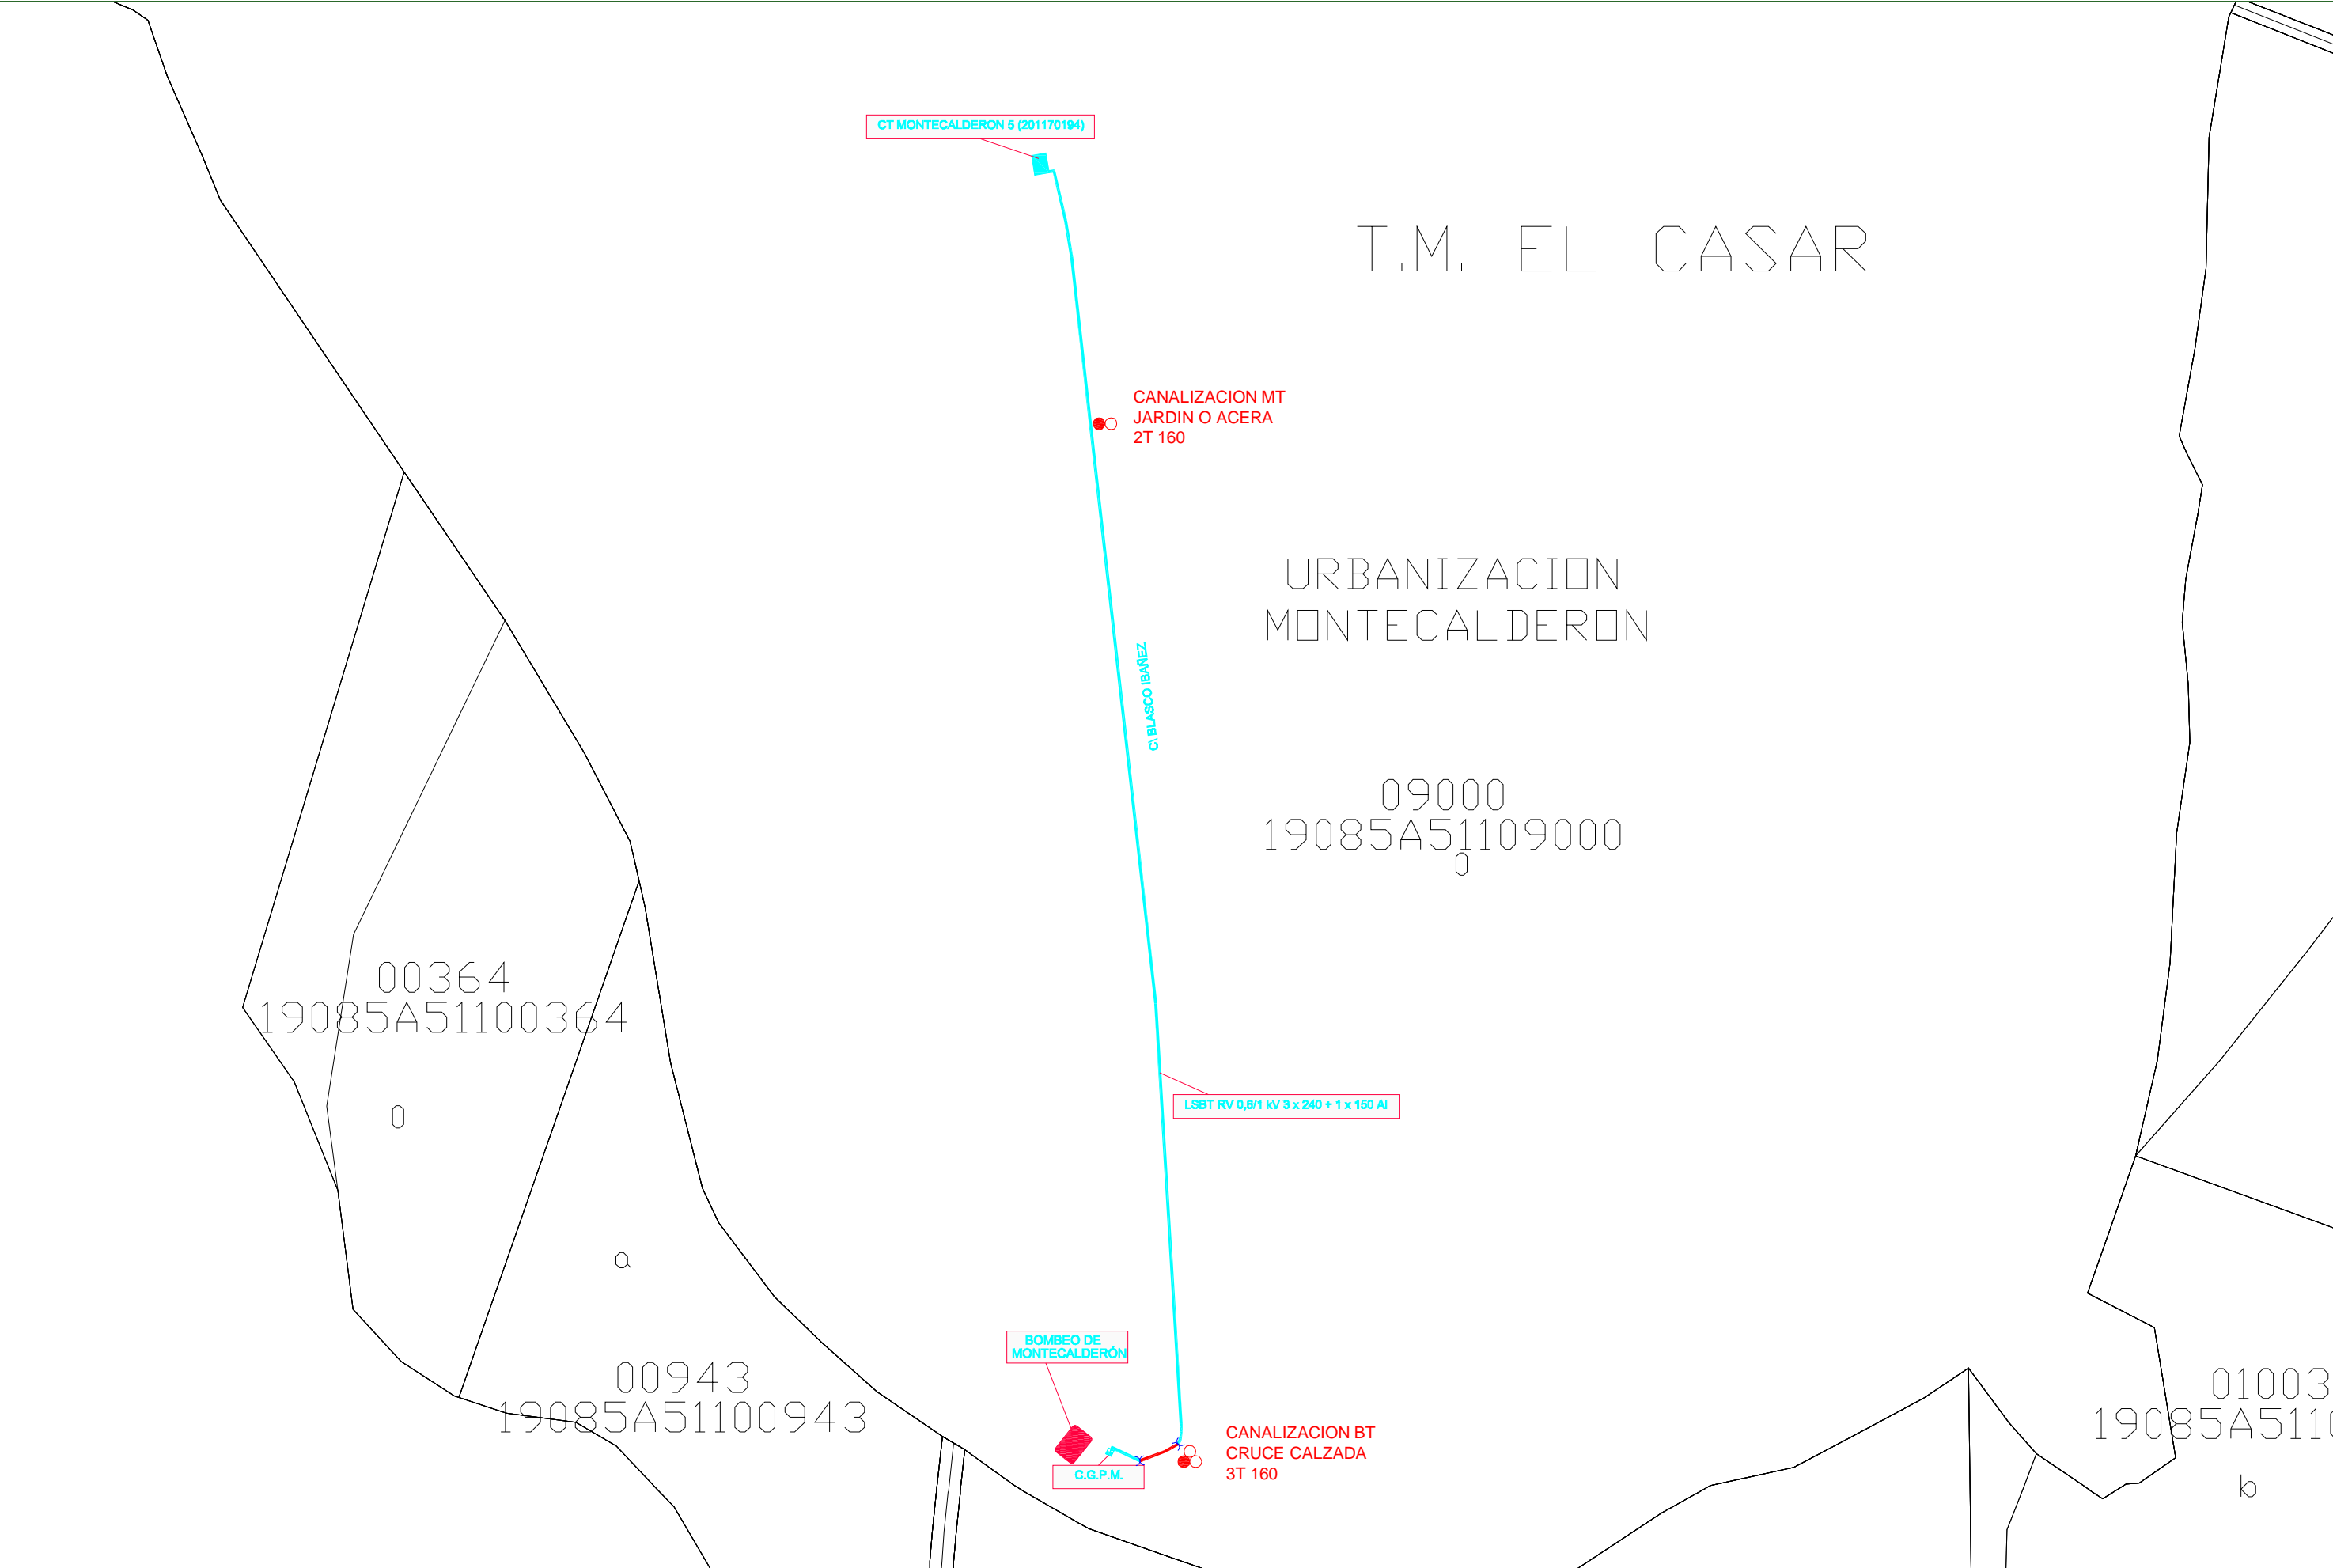 CT MONTECALDERON 5 (201170194)
T.M. EL CASAR
CANALIZACION MT
JARDIN O ACERA
2T 160
URBANIZACION
MONTECALDERON
C\ BLASCO IBAÑEZ
09000
19085A51109000
0
00364
19085A51100364
0
LSBT RV 0,6/1 kV 3 x 240 + 1 x 150 Al
a
BOMBEO DE
MONTECALDERÓN
00943
19085A51100943
01003
19085A5110
CANALIZACION BT
CRUCE CALZADA
3T 160
C.G.P.M.
b